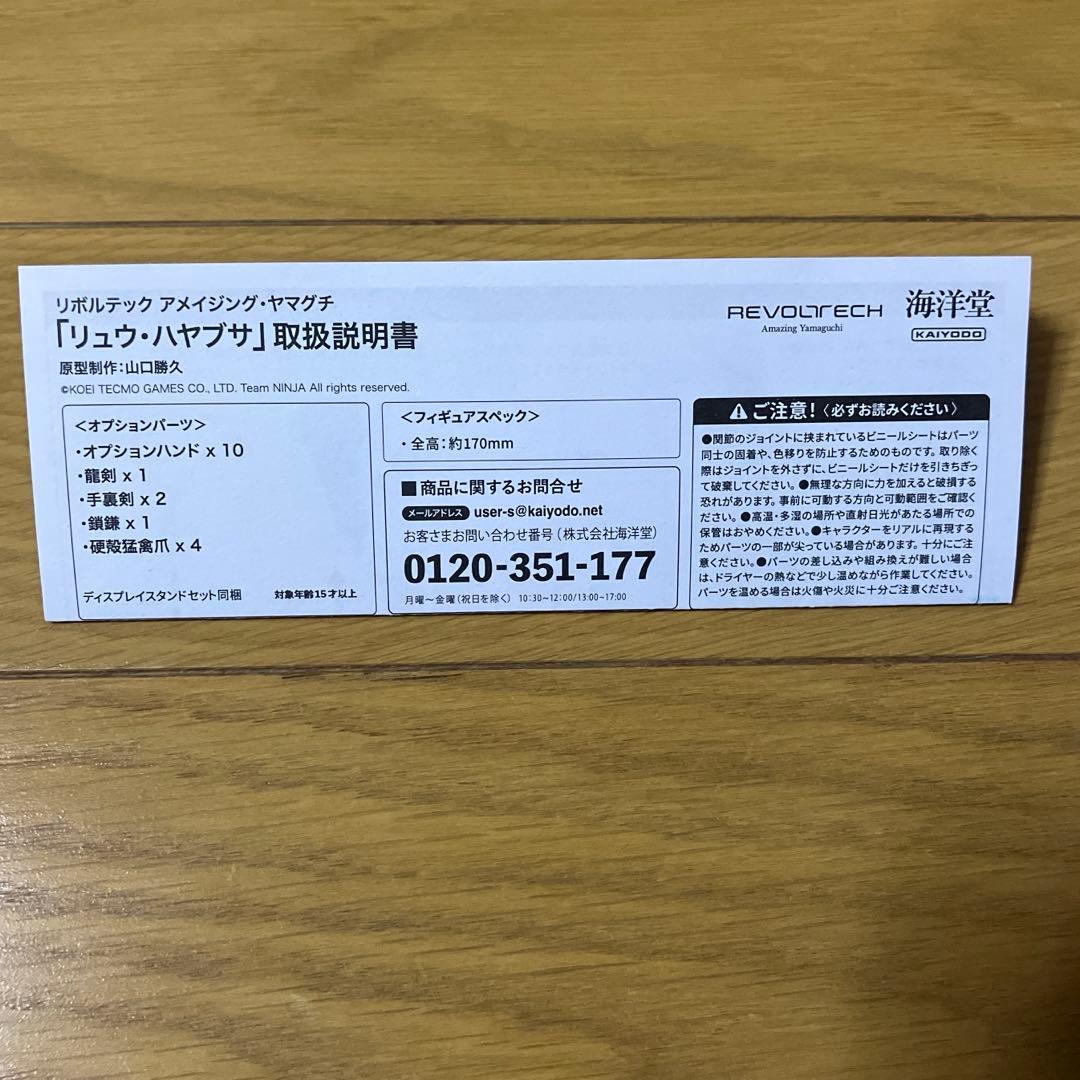 リボルテック アメイジング・ヤマグチ
「リュウ・ハヤブサ」取扱説明書
原型制作：山口勝久
©KOEI TECMO GAMES CO., LTD. Team NINJA All rights reserved.
REVOLTECH
Amazing Yamaguchi
海洋堂
KAIYODO
＜オプションパーツ＞
・オプションハンド x 10
・龍剣 x 1
・手裏剣 x 2
・鎖鎌 x 1
・硬殻猛禽爪 x 4
ディスプレイスタンドセット同梱
対象年齢15才以上
＜フィギュアスペック＞
・全高：約170mm
■商品に関するお問合せ
メールアドレス user-s@kaiyodo.net
お客さまお問い合わせ番号（株式会社海洋堂）
0120-351-177
月曜～金曜（祝日を除く） 10:30~12:00/13:00~17:00
ご注意！〈必ずお読みください〉
●関節のジョイントに挟まれているビニールシートはパーツ
同士の固着や、色移りを防止するためのものです。取り除く
際はジョイントを外さずに、ビニールシートだけを引きちぎっ
て破棄してください。●無理な方向に力を加えると破損する
恐れがあります。事前に可動する方向と可動範囲をご確認く
ださい。●高温・多湿の場所や直射日光があたる場所での
保管はおやめください。●キャラクターをリアルに再現する
ためパーツの一部が尖っている場合があります。十分にご注
意ください。●パーツの差し込みや組み換えが難しい場合
は、ドライヤーの熱などで少し温めながら作業してください。
パーツを温める場合は火傷や火災に十分ご注意ください。